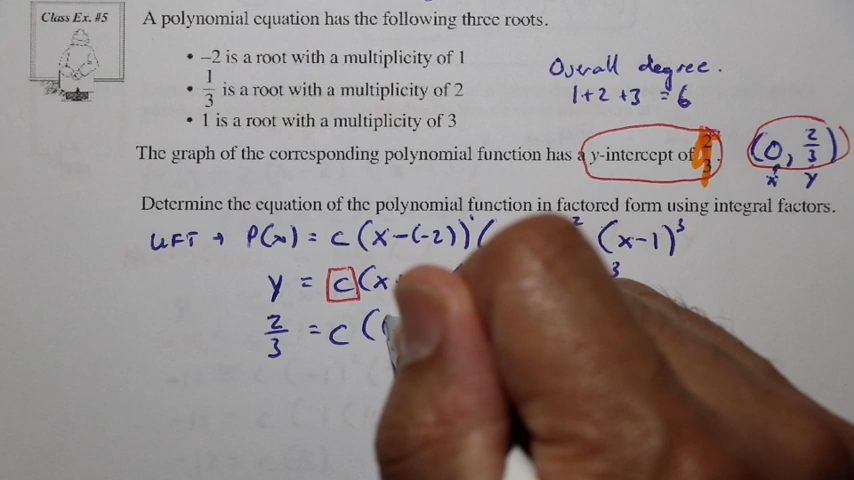 Class Ex. #5
A polynomial equation has the following three roots.
• −2 is a root with a multiplicity of 1
• 1/3 is a root with a multiplicity of 2
• 1 is a root with a multiplicity of 3
Overall degree.
1+2+3 = 6
The graph of the corresponding polynomial function has a y-intercept of 2/3.
(0, 2/3)
x y
Determine the equation of the polynomial function in factored form using integral factors.
UFT → P(x) = c(x-(-2))¹( ² (x-1)³
y = c(x 3
2/3 = c(